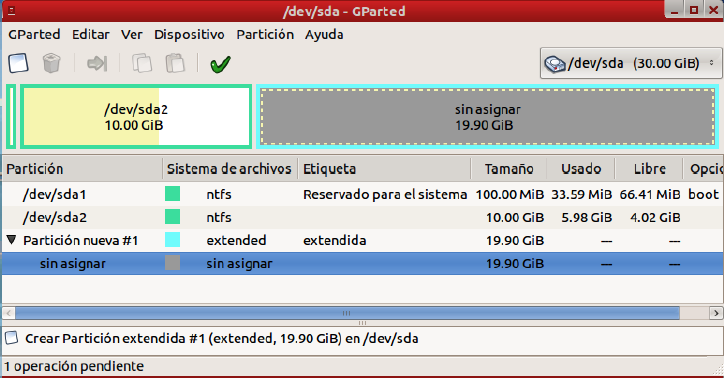 /dev/sda - GParted
GParted Editar Ver Dispositivo Partición Ayuda
/dev/sda (30.00 GiB)
/dev/sda2
10.00 GiB
sin asignar
19.90 GiB
Partición Sistema de archivos Etiqueta Tamaño Usado Libre Opcio
/dev/sda1 ntfs Reservado para el sistema 100.00 MiB 33.59 MiB 66.41 MiB boot
/dev/sda2 ntfs 10.00 GiB 5.98 GiB 4.02 GiB
Partición nueva #1 extended extendida 19.90 GiB --- ---
sin asignar sin asignar 19.90 GiB --- ---
Crear Partición extendida #1 (extended, 19.90 GiB) en /dev/sda
1 operación pendiente